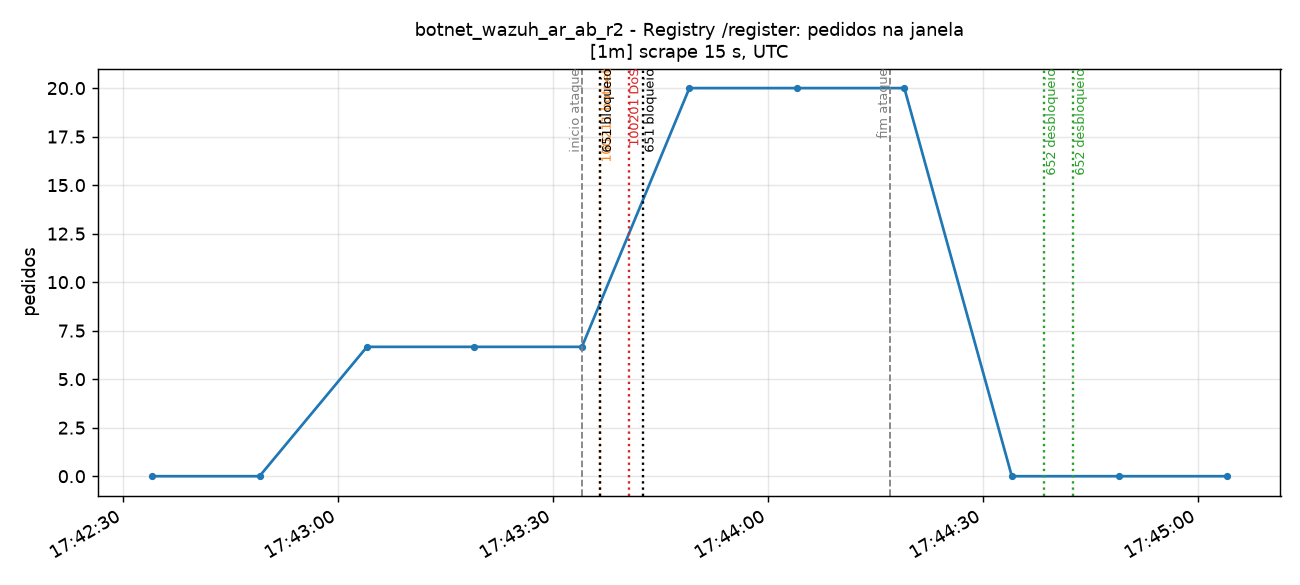 botnet_wazuh_ar_ab_r2 - Registry /register: pedidos na janela
[1m] scrape 15 s, UTC
pedidos
20.0
17.5
15.0
12.5
10.0
7.5
5.0
2.5
0.0
inicio ataque
651 bloqueio
100201 DoS
651 bloqueio
fim ataque
652 desbloqueio
652 desbloqueio
17:42:30
17:43:00
17:43:30
17:44:00
17:44:30
17:45:00